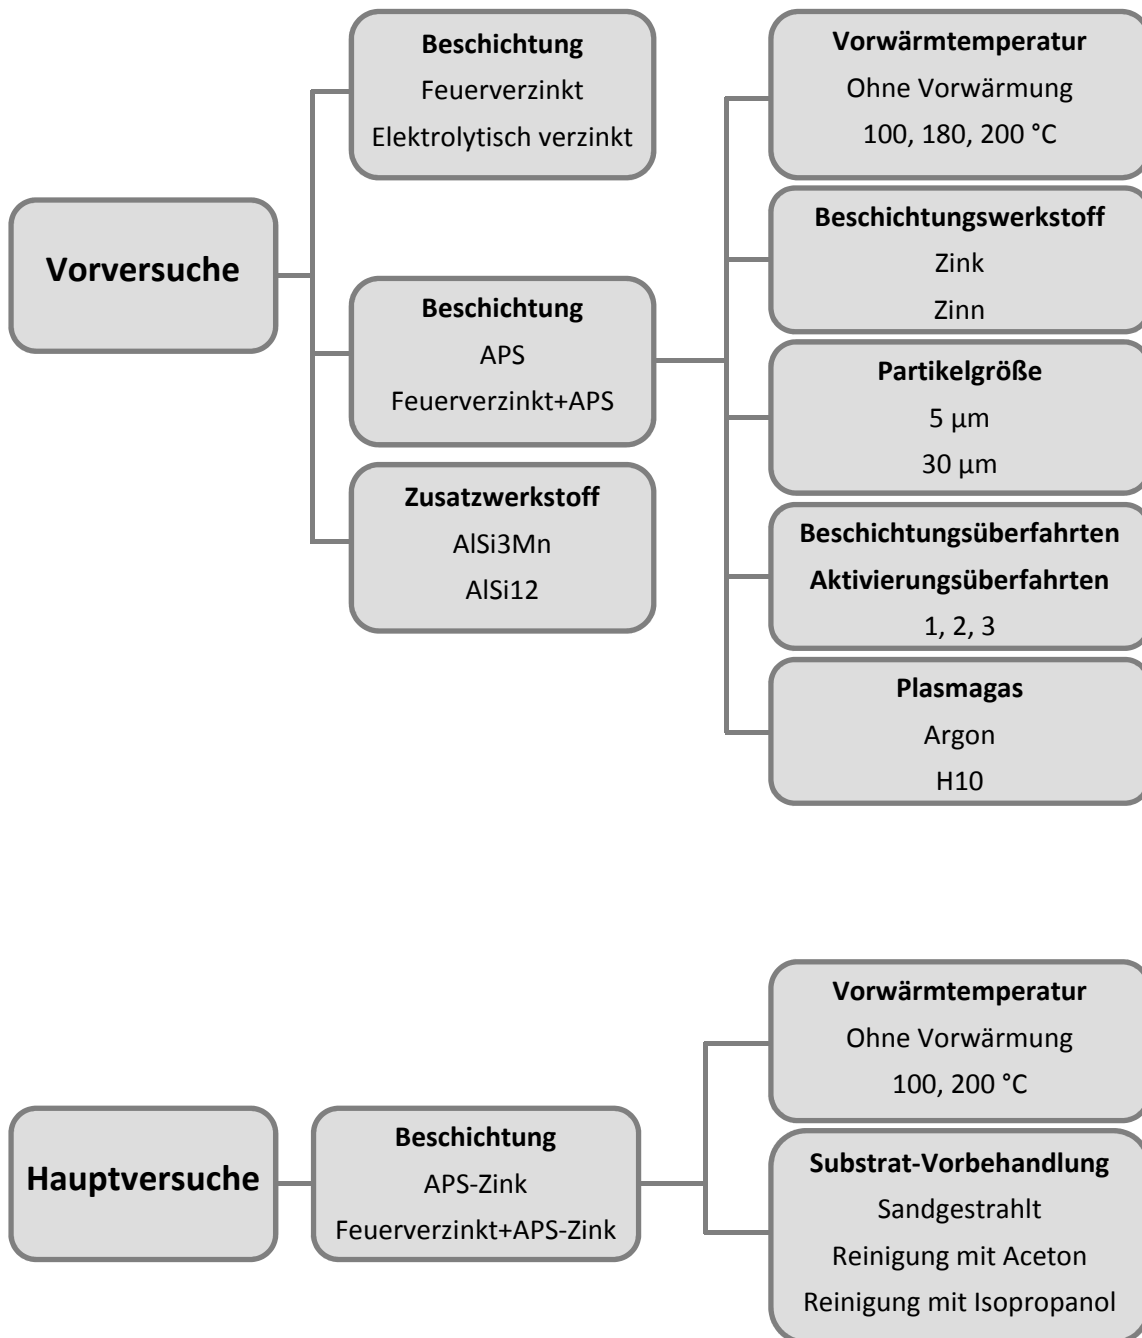 Vorversuche
Beschichtung
Feuerverzinkt
Elektrolytisch verzinkt
Beschichtung
APS
Feuerverzinkt+APS
Zusatzwerkstoff
AlSi3Mn
AlSi12
Vorwärmtemperatur
Ohne Vorwärmung
100, 180, 200 °C
Beschichtungswerkstoff
Zink
Zinn
Partikelgröße
5 µm
30 µm
Beschichtungsüberfahrten
Aktivierungsüberfahrten
1, 2, 3
Plasmagas
Argon
H10
Hauptversuche
Beschichtung
APS-Zink
Feuerverzinkt+APS-Zink
Vorwärmtemperatur
Ohne Vorwärmung
100, 200 °C
Substrat-Vorbehandlung
Sandgestrahlt
Reinigung mit Aceton
Reinigung mit Isopropanol